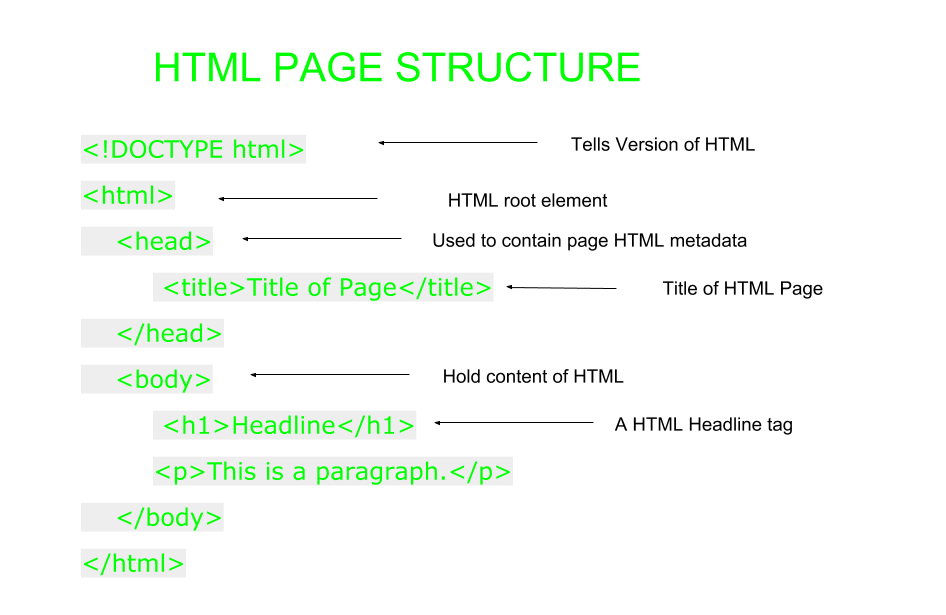 HTML PAGE STRUCTURE
<!DOCTYPE html> Tells Version of HTML
<html> HTML root element
<head> Used to contain page HTML metadata
<title>Title of Page</title> Title of HTML Page
</head>
<body> Hold content of HTML
<h1>Headline</h1> A HTML Headline tag
<p>This is a paragraph.</p>
</body>
</html>